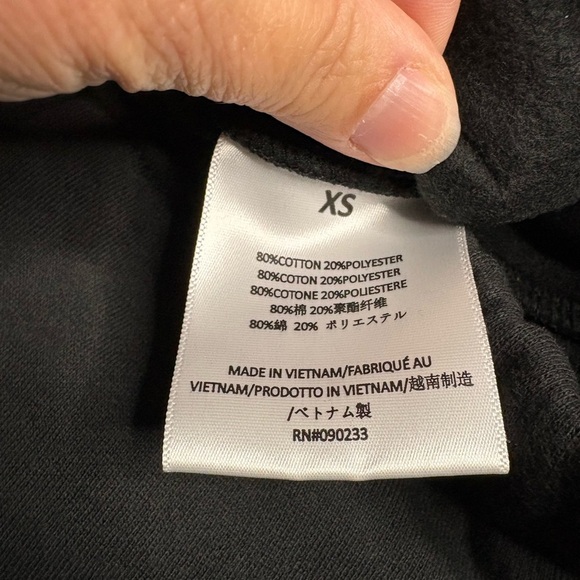 XS
80%COTTON 20%POLYESTER
80%COTON 20%POLYESTER
80%COTONE 20%POLIESTERE
80%棉 20%聚酯纤维
80%綿 20% ポリエステル
MADE IN VIETNAM/FABRIQUÉ AU
VIETNAM/PRODOTTO IN VIETNAM/越南制造
/ベトナム製
RN#090233